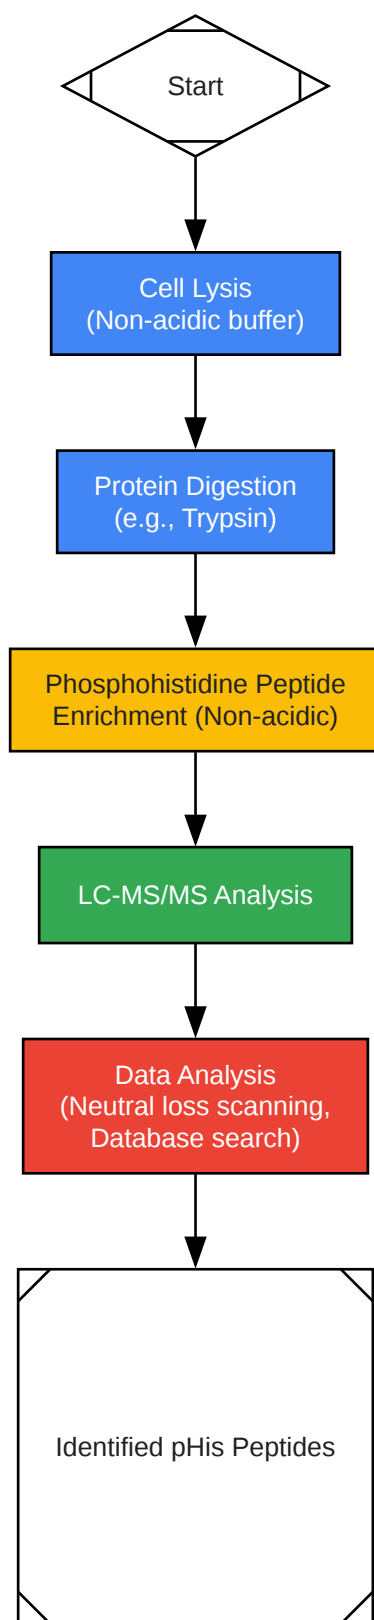 Start
Cell Lysis
(Non-acidic buffer)
Protein Digestion
(e.g., Trypsin)
Phosphohistidine Peptide
Enrichment (Non-acidic)
LC-MS/MS Analysis
Data Analysis
(Neutral loss scanning,
Database search)
Identified pHis Peptides